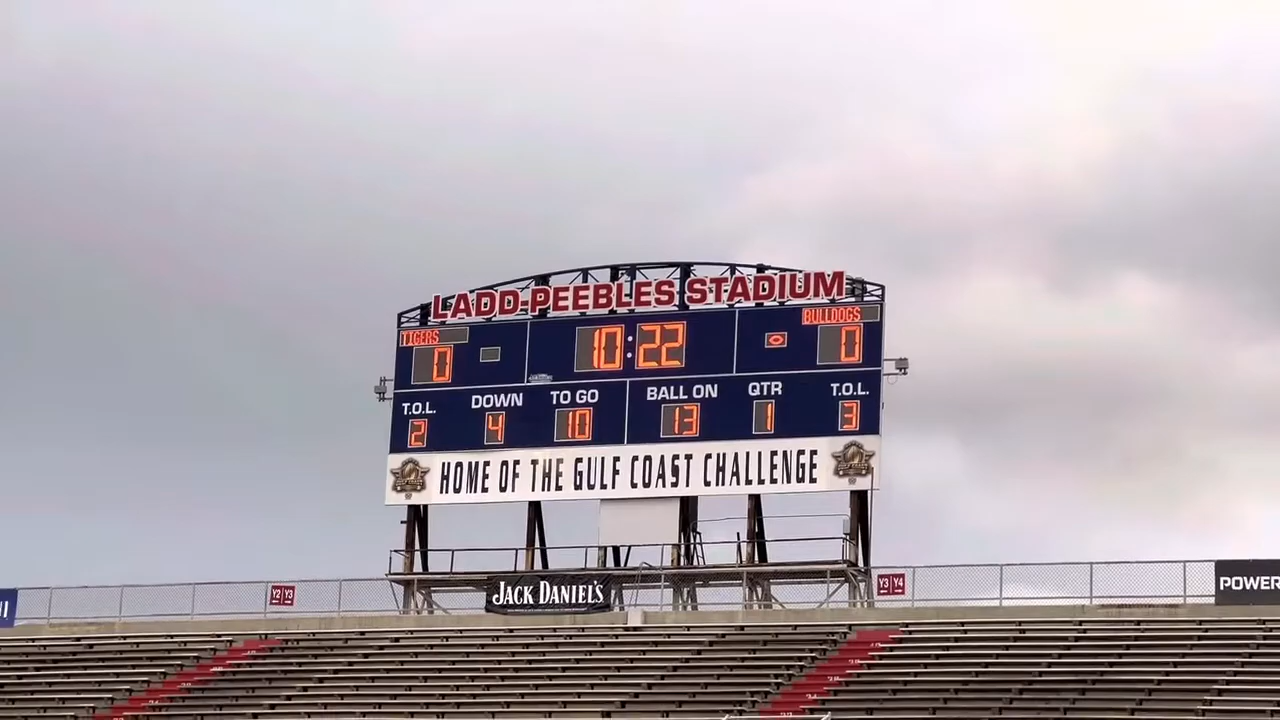 LADD-PEEBLES STADIUM
TIGERS
BULLDOGS
0
10:22
0
T.O.L.
DOWN
TO GO
BALL ON
QTR
T.O.L.
2
4
10
13
1
3
HOME OF THE GULF COAST CHALLENGE
Y2 Y3
JACK DANIEL'S
Y3 Y4
POWER